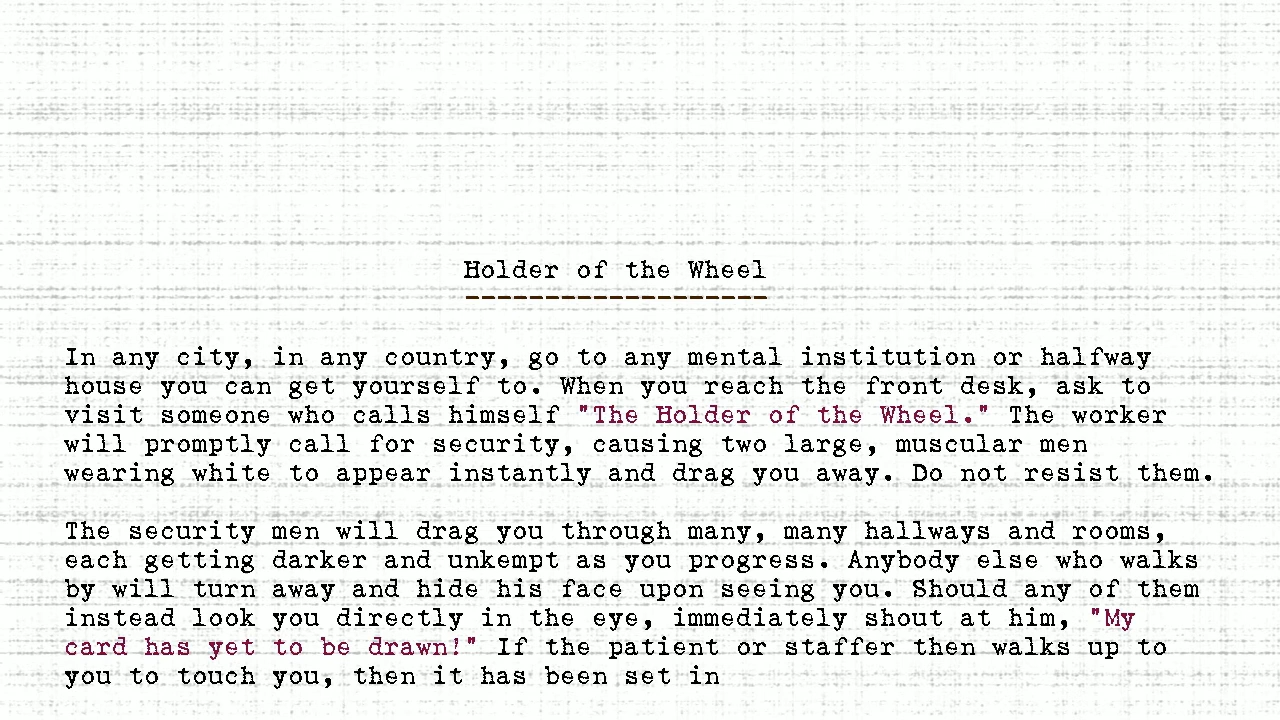 Holder of the Wheel
-------------------
In any city, in any country, go to any mental institution or halfway
house you can get yourself to. When you reach the front desk, ask to
visit someone who calls himself "The Holder of the Wheel." The worker
will promptly call for security, causing two large, muscular men
wearing white to appear instantly and drag you away. Do not resist them.
The security men will drag you through many, many hallways and rooms,
each getting darker and unkempt as you progress. Anybody else who walks
by will turn away and hide his face upon seeing you. Should any of them
instead look you directly in the eye, immediately shout at him, "My
card has yet to be drawn!" If the patient or staffer then walks up to
you to touch you, then it has been set in